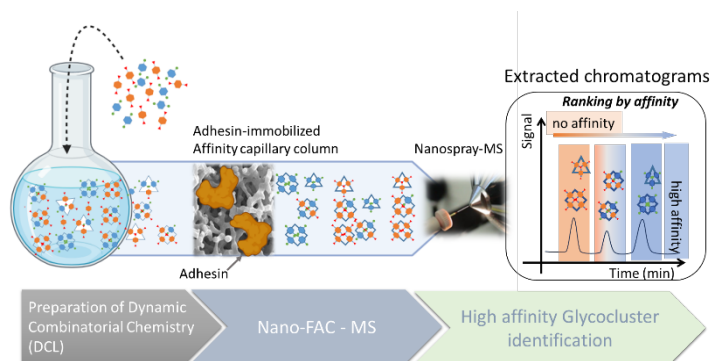 Extracted chromatograms
Ranking by affinity
no affinity
Signal
high affinity
Time (min)
Adhesin-immobilized
Affinity capillary column
Nanospray-MS
Adhesin
Preparation of Dynamic
Combinatorial Chemistry
(DCL)
Nano-FAC - MS
High affinity Glycocluster
identification